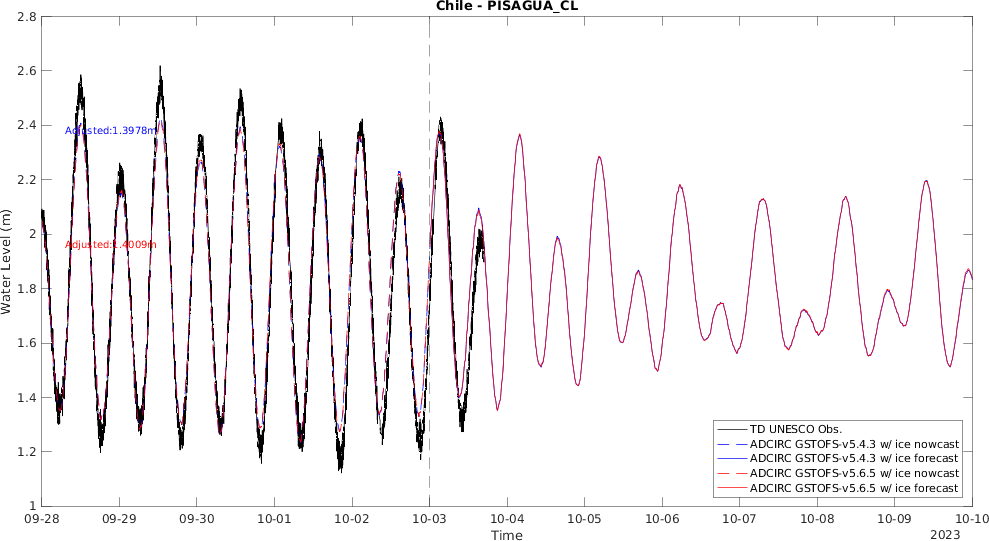 Chile - PISAGUA_CL
2.8
2.6
2.4
2.2
2
1.8
1.6
1.4
1.2
1
Water Level (m)
Adjusted:1.3978m
Adjusted:1.4009m
TD UNESCO Obs.
ADCIRC GSTOFS-v5.4.3 w/ ice nowcast
ADCIRC GSTOFS-v5.4.3 w/ ice forecast
ADCIRC GSTOFS-v5.6.5 w/ ice nowcast
ADCIRC GSTOFS-v5.6.5 w/ ice forecast
09-28 09-29 09-30 10-01 10-02 10-03 10-04 10-05 10-06 10-07 10-08 10-09 10-10
Time
2023